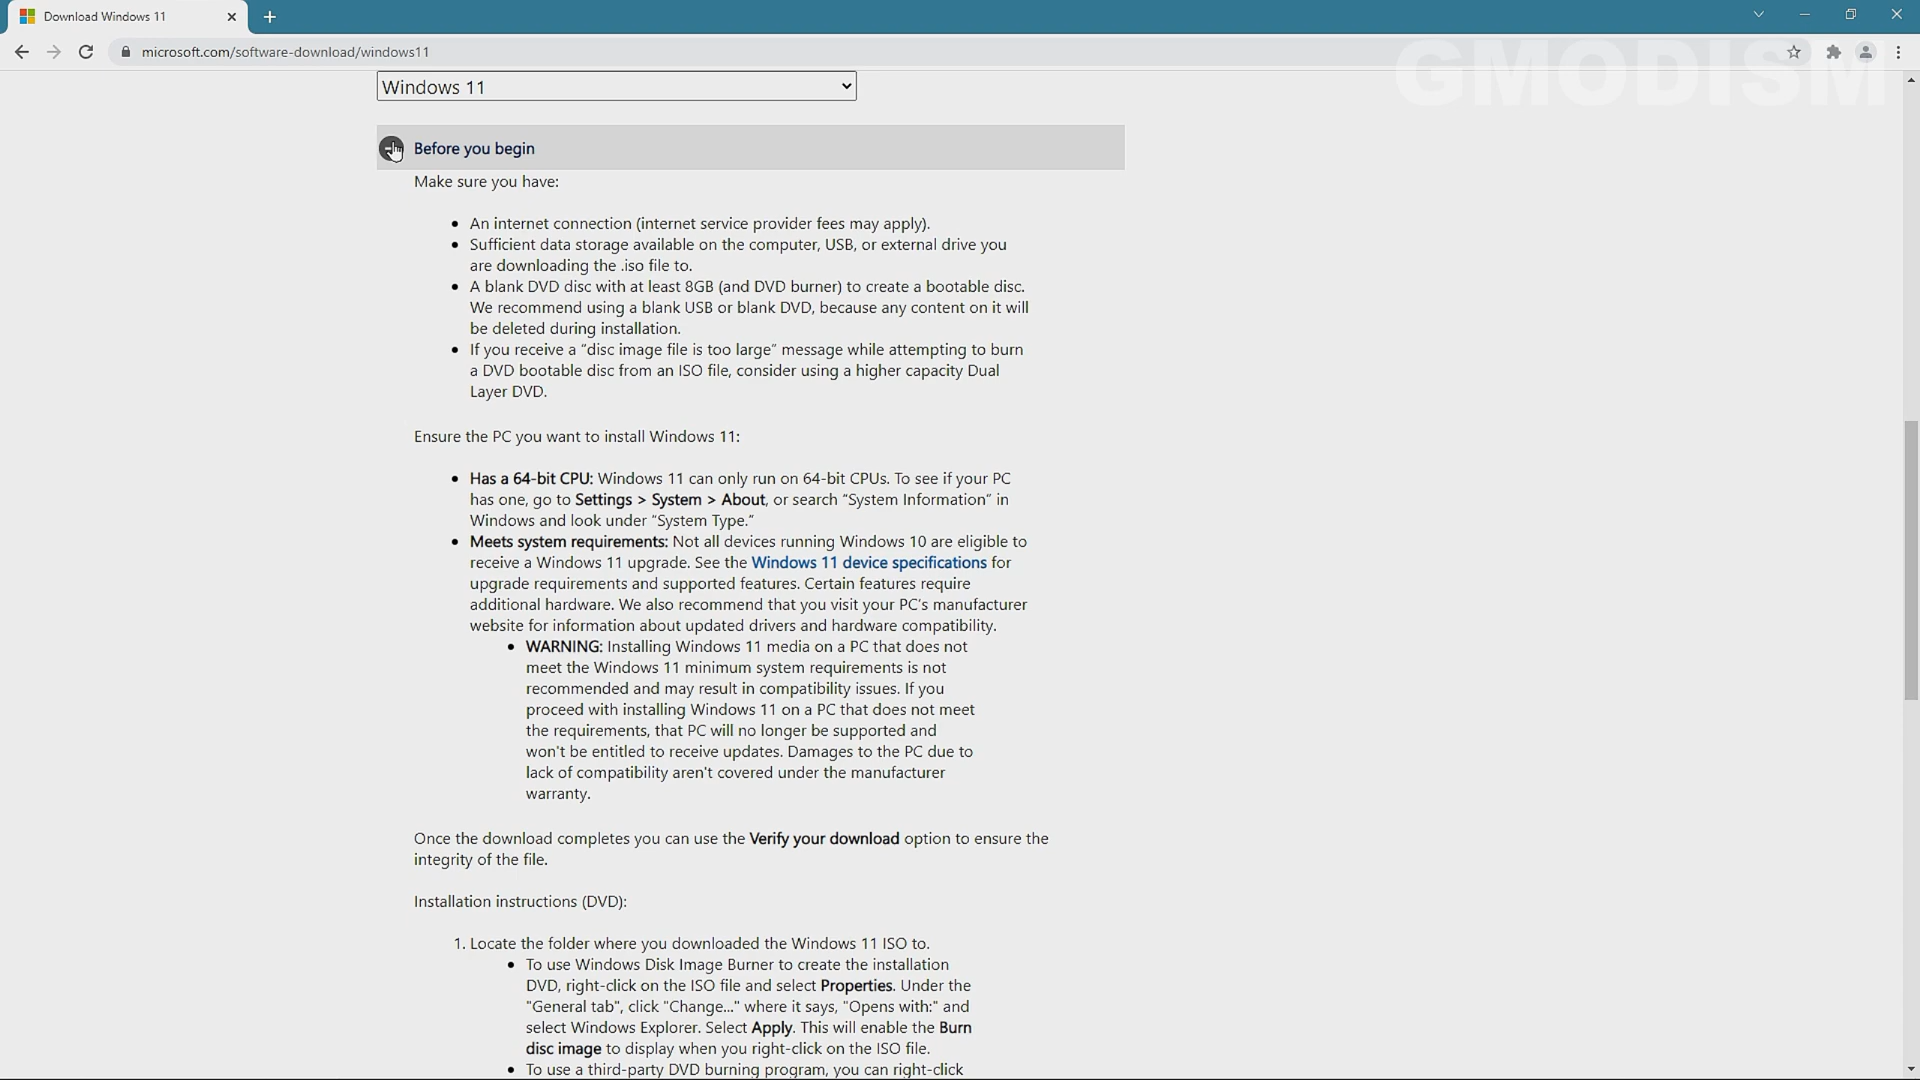 Download Windows 11
microsoft.com/software-download/windows11
GMODISM
Windows 11
Before you begin
Make sure you have:
• An internet connection (internet service provider fees may apply).
• Sufficient data storage available on the computer, USB, or external drive you
are downloading the .iso file to.
• A blank DVD disc with at least 8GB (and DVD burner) to create a bootable disc.
We recommend using a blank USB or blank DVD, because any content on it will
be deleted during installation.
• If you receive a “disc image file is too large” message while attempting to burn
a DVD bootable disc from an ISO file, consider using a higher capacity Dual
Layer DVD.
Ensure the PC you want to install Windows 11:
• Has a 64-bit CPU: Windows 11 can only run on 64-bit CPUs. To see if your PC
has one, go to Settings > System > About, or search “System Information” in
Windows and look under “System Type.”
• Meets system requirements: Not all devices running Windows 10 are eligible to
receive a Windows 11 upgrade. See the Windows 11 device specifications for
upgrade requirements and supported features. Certain features require
additional hardware. We also recommend that you visit your PC's manufacturer
website for information about updated drivers and hardware compatibility.
• WARNING: Installing Windows 11 media on a PC that does not
meet the Windows 11 minimum system requirements is not
recommended and may result in compatibility issues. If you
proceed with installing Windows 11 on a PC that does not meet
the requirements, that PC will no longer be supported and
won't be entitled to receive updates. Damages to the PC due to
lack of compatibility aren't covered under the manufacturer
warranty.
Once the download completes you can use the Verify your download option to ensure the
integrity of the file.
Installation instructions (DVD):
1. Locate the folder where you downloaded the Windows 11 ISO to.
• To use Windows Disk Image Burner to create the installation
DVD, right-click on the ISO file and select Properties. Under the
"General tab", click "Change..." where it says, "Opens with:" and
select Windows Explorer. Select Apply. This will enable the Burn
disc image to display when you right-click on the ISO file.
• To use a third-party DVD burning program, you can right-click